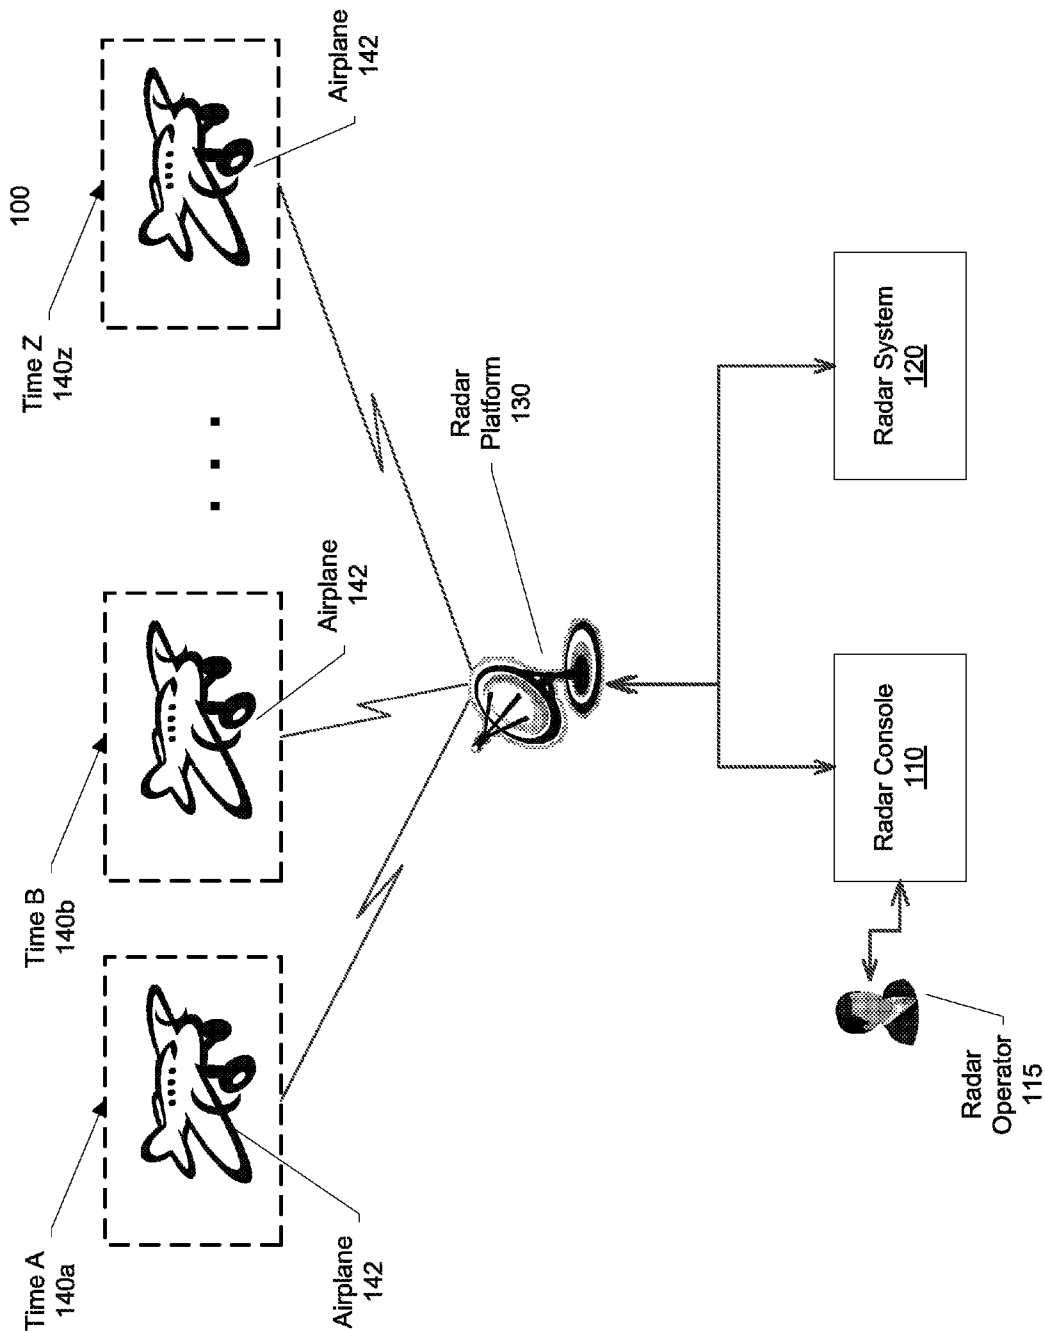 100
Time A
140a
Time B
140b
Time Z
140z
Airplane
142
Airplane
142
Airplane
142
Radar
Platform
130
Radar
Operator
115
Radar Console
110
Radar System
120